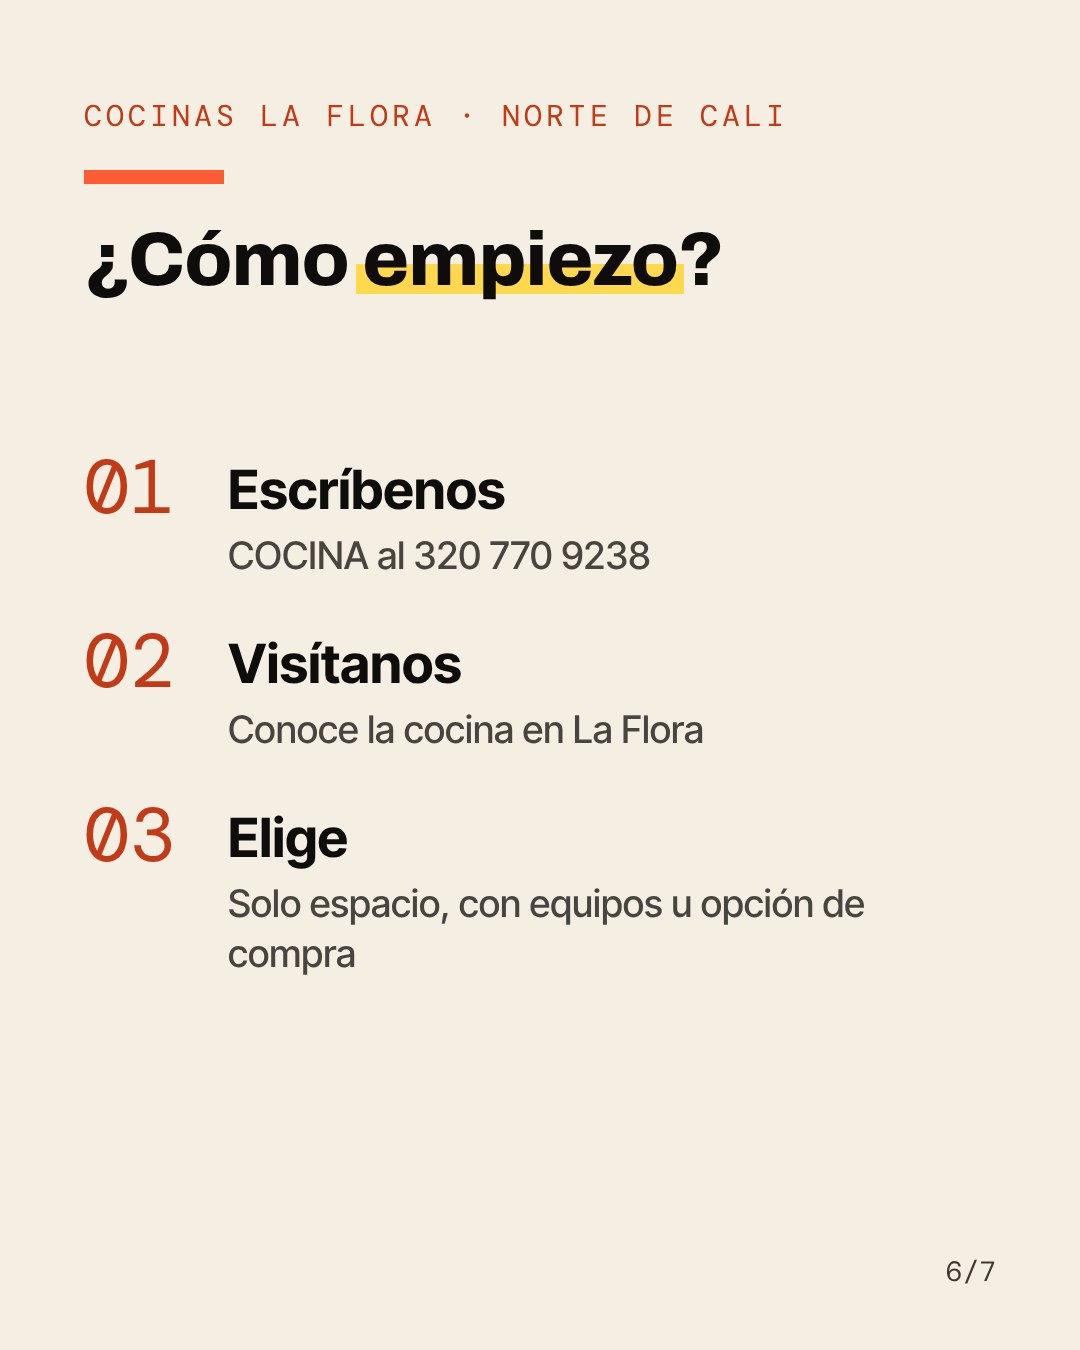 COCINAS LA FLORA · NORTE DE CALI
¿Cómo empiezo?
01 Escríbenos
COCINA al 320 770 9238
02 Visítanos
Conoce la cocina en La Flora
03 Elige
Solo espacio, con equipos u opción de
compra
6/7